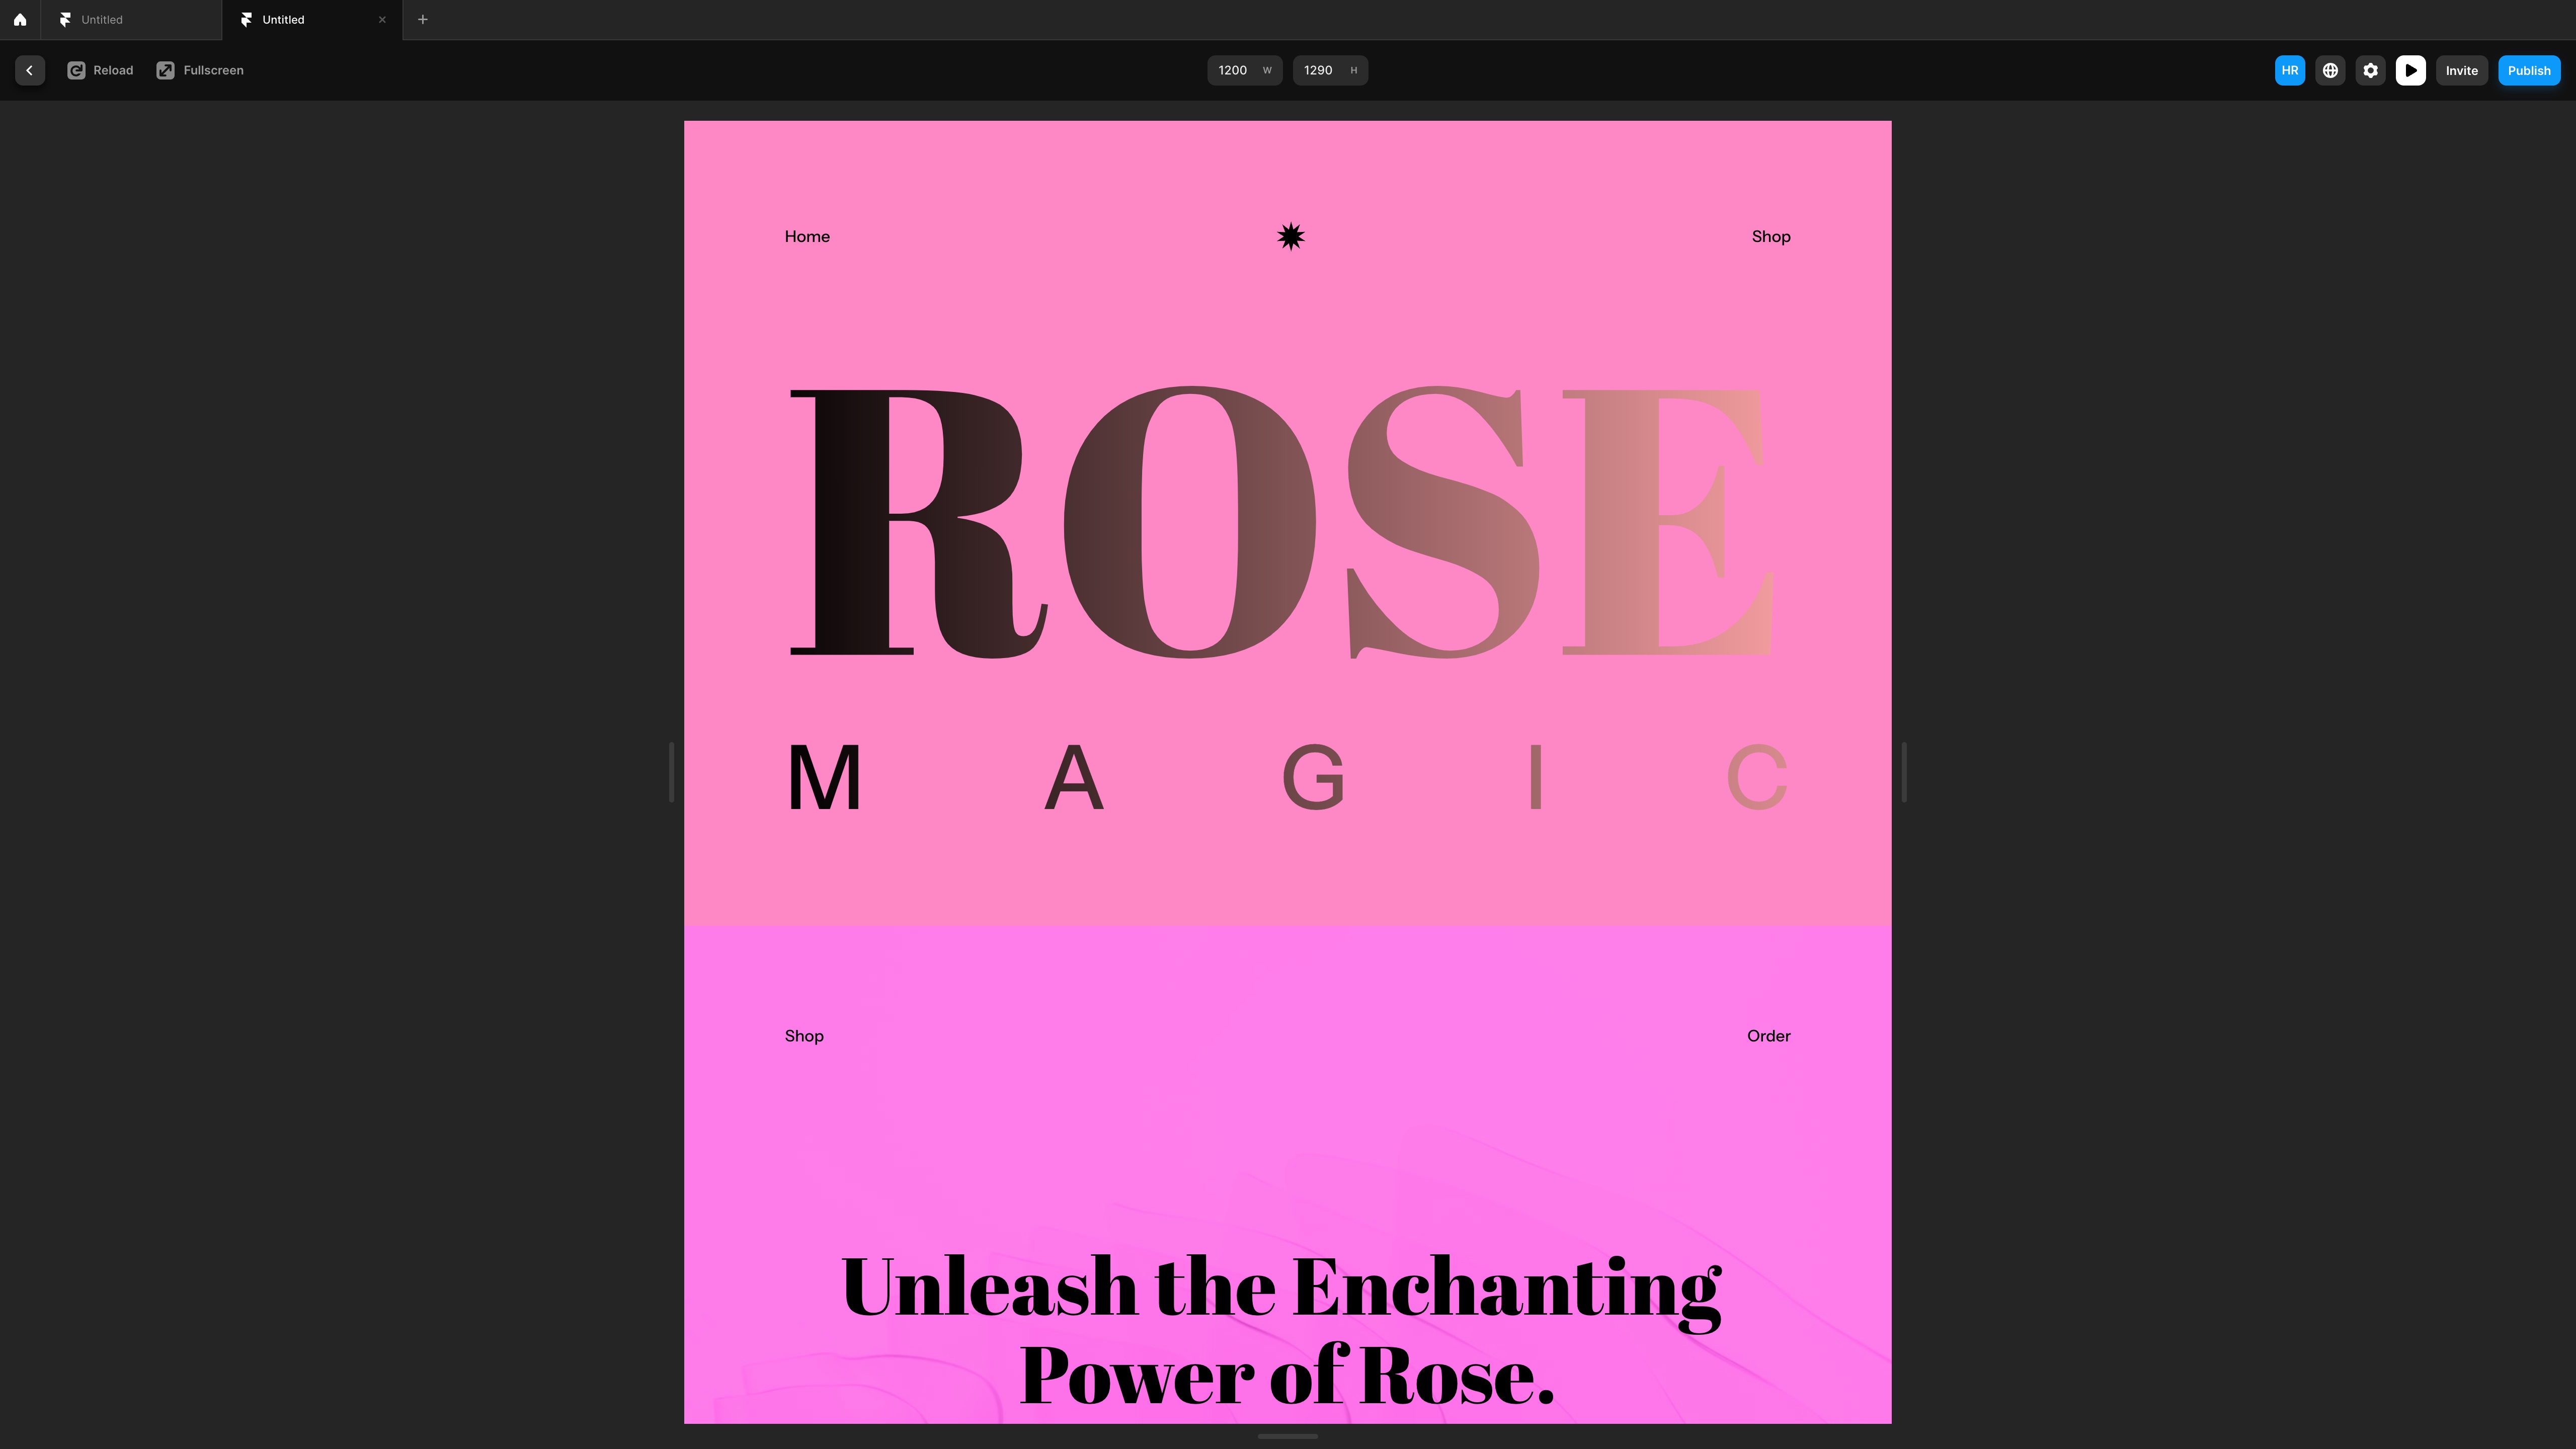 Untitled
Untitled
Reload Fullscreen
1200 W 1290 H
HR Invite Publish
Home Shop
ROSE
MAGIC
Shop Order
Unleash the Enchanting
Power of Rose.